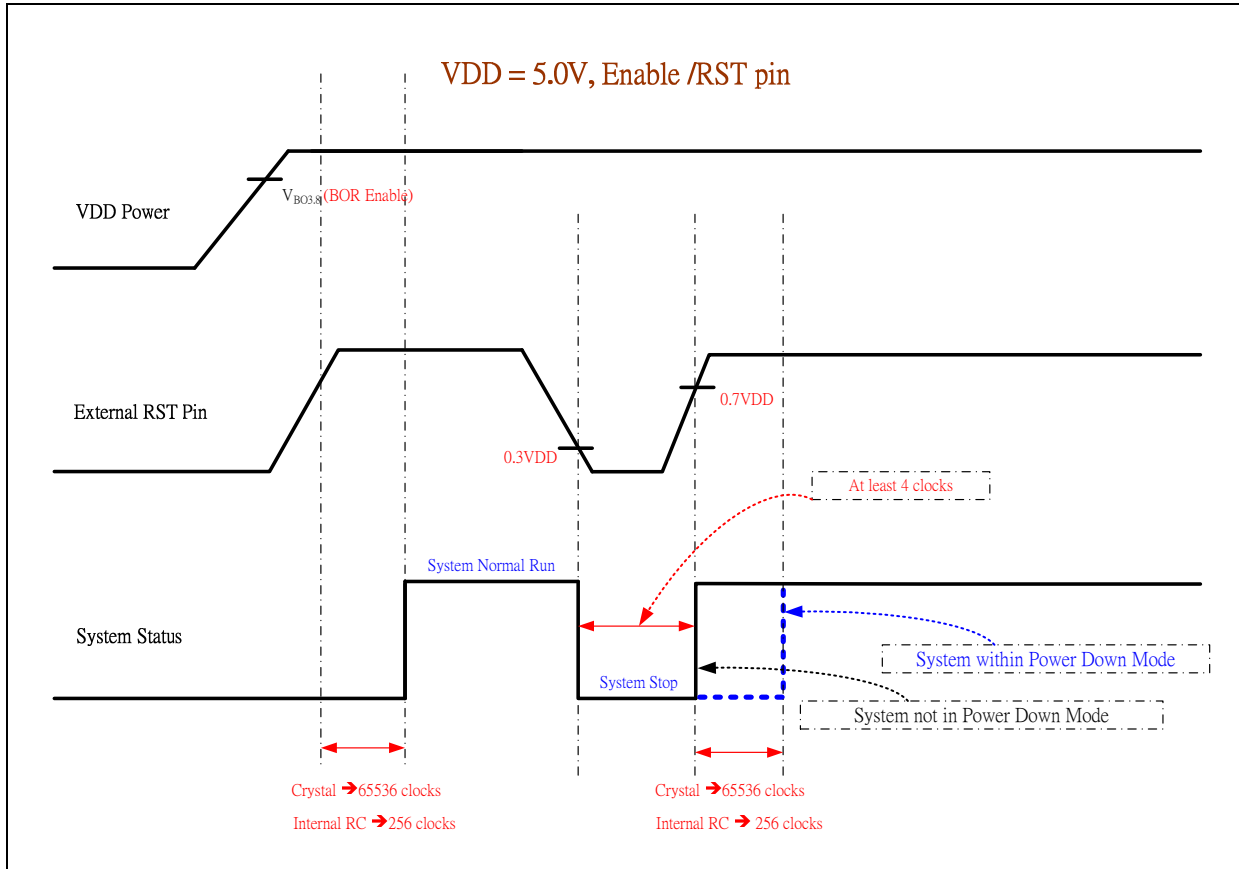 VDD = 5.0V, Enable /RST pin
VBO3.8 (BOR Enable)
VDD Power
External RST Pin
0.7VDD
0.3VDD
At least 4 clocks
System Normal Run
System Status
System within Power Down Mode
System Stop
System not in Power Down Mode
Crystal ➔65536 clocks
Internal RC ➔256 clocks
Crystal ➔65536 clocks
Internal RC ➔ 256 clocks